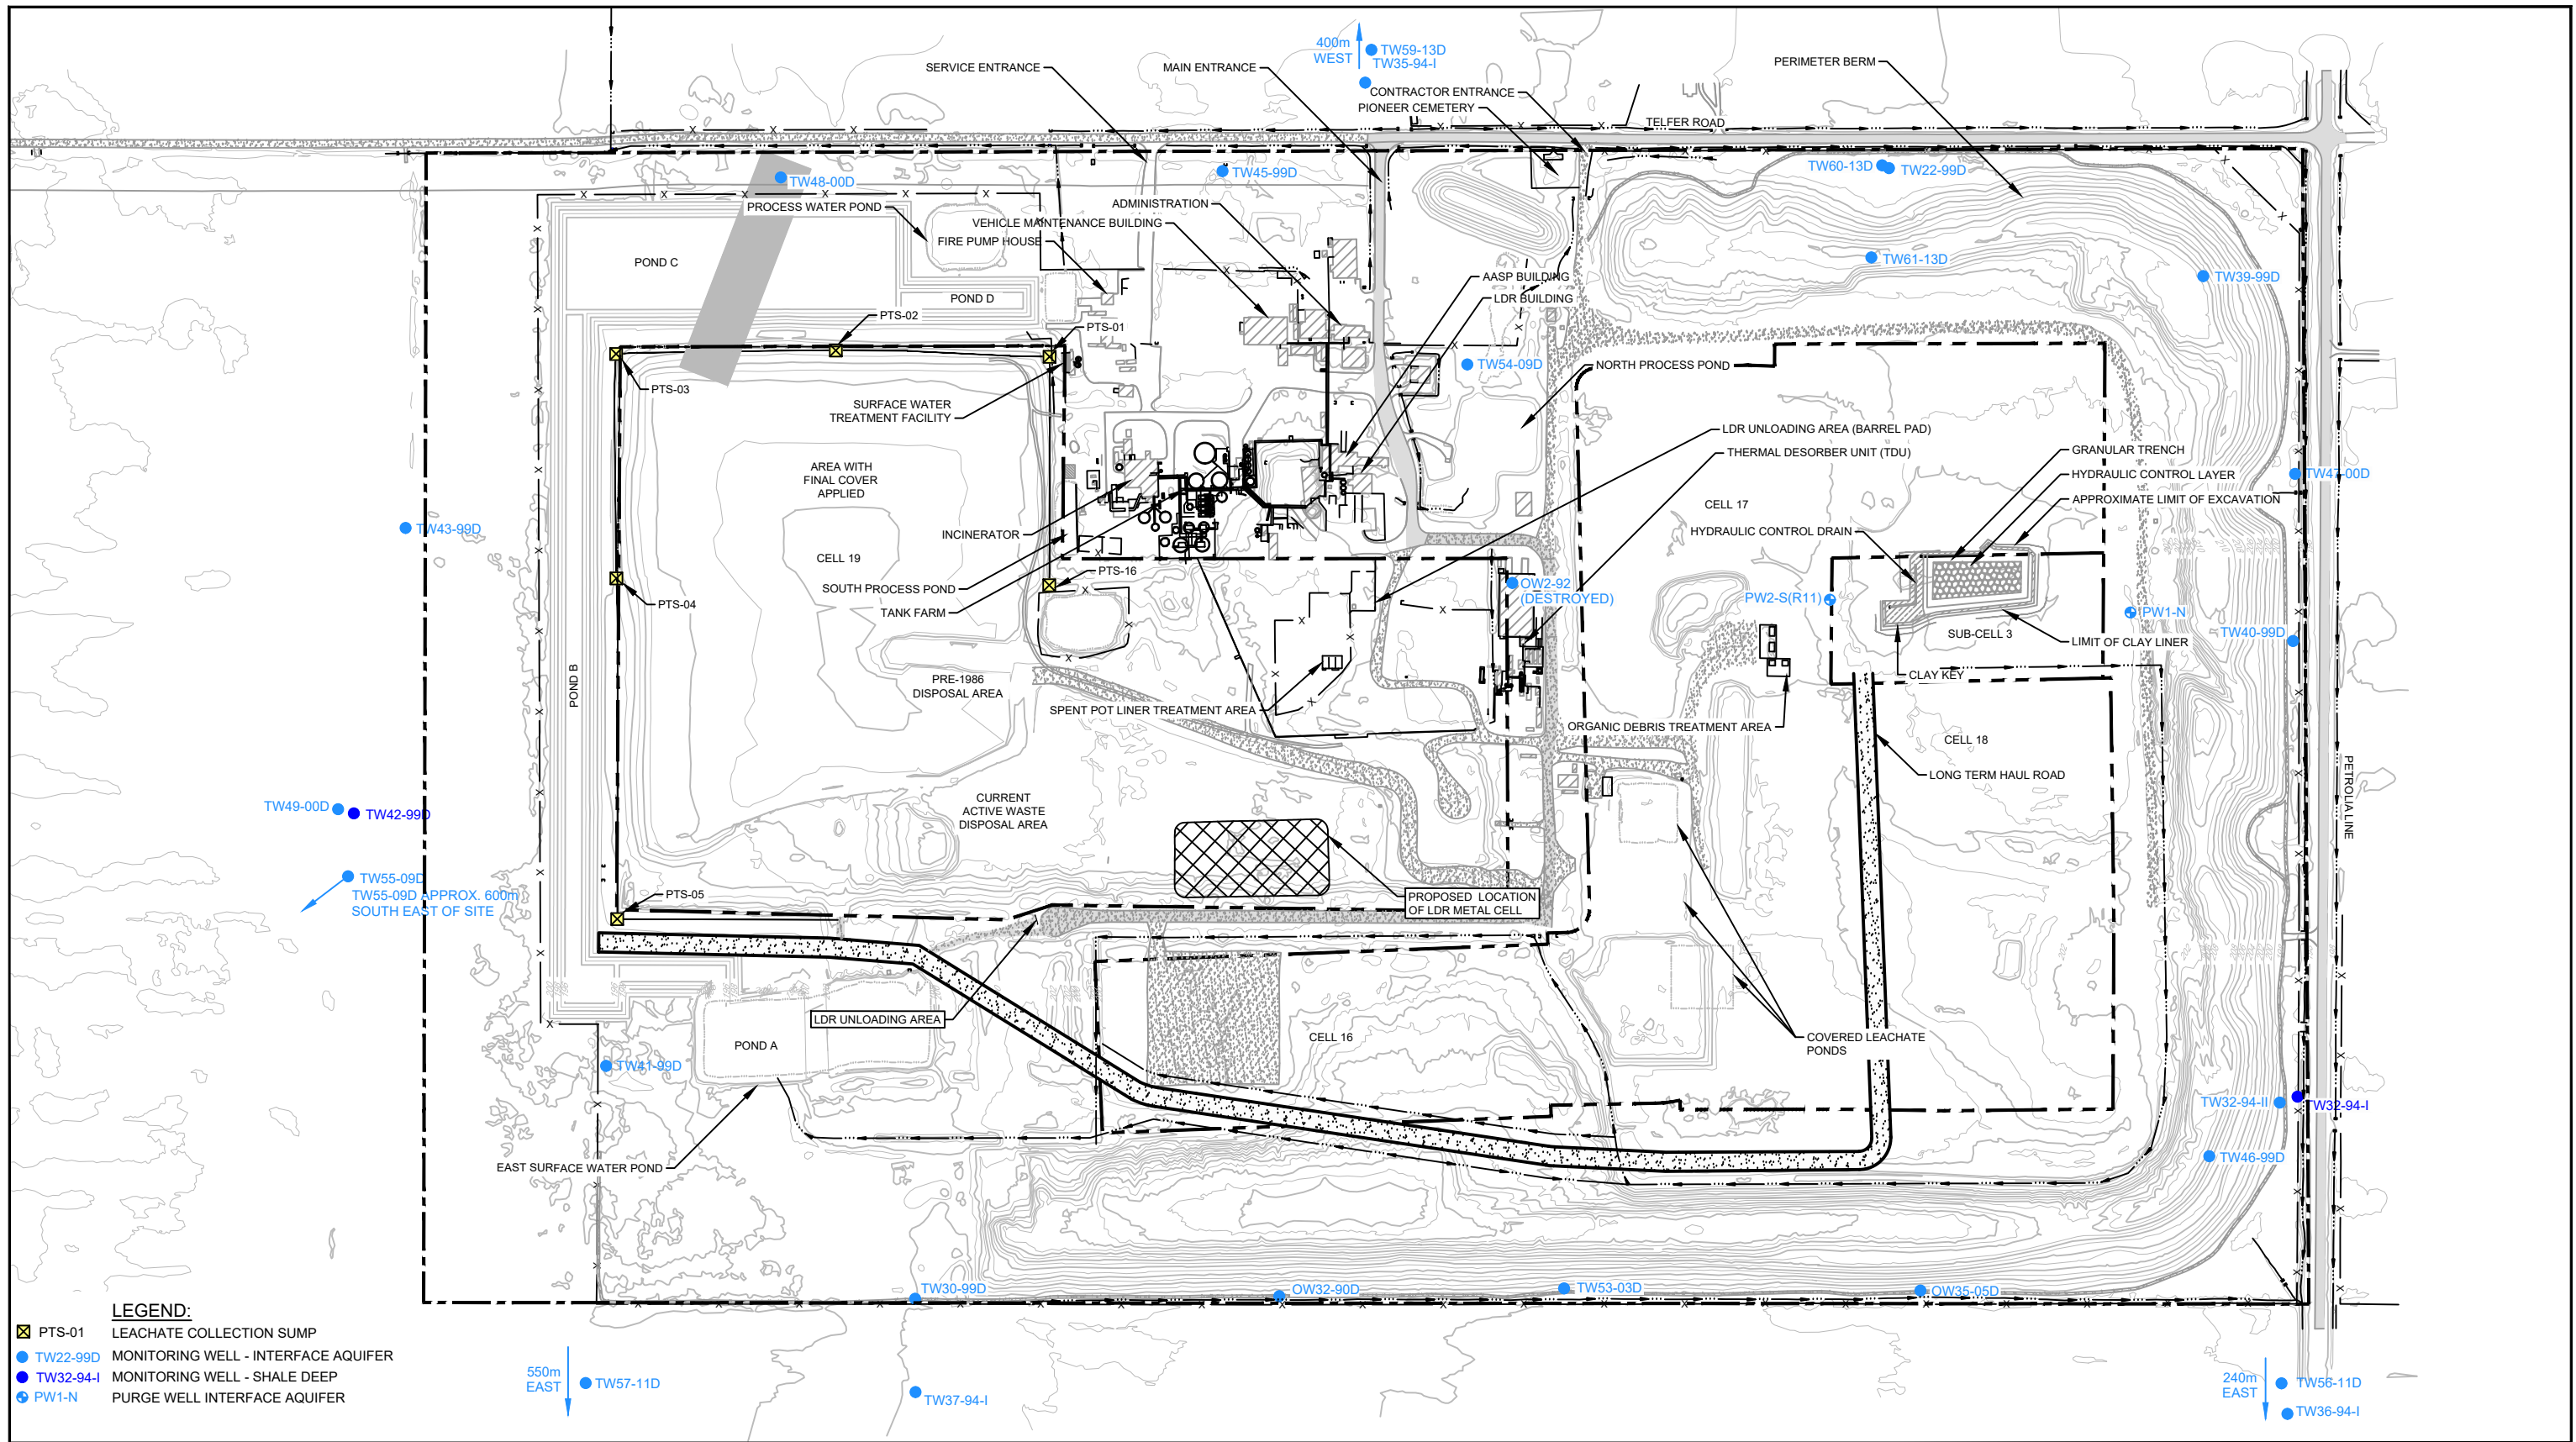 400m
WEST
TW59-13D
TW35-94-I
SERVICE ENTRANCE
MAIN ENTRANCE
PERIMETER BERM
CONTRACTOR ENTRANCE
PIONEER CEMETERY
TELFER ROAD
TW48-00D
TW45-99D
TW60-13D
TW22-99D
PROCESS WATER POND
ADMINISTRATION
VEHICLE MAINTENANCE BUILDING
FIRE PUMP HOUSE
POND C
TW61-13D
AASP BUILDING
TW39-99D
POND D
LDR BUILDING
PTS-02
PTS-01
PTS-03
TW54-09D
NORTH PROCESS POND
SURFACE WATER
TREATMENT FACILITY
LDR UNLOADING AREA (BARREL PAD)
THERMAL DESORBER UNIT (TDU)
GRANULAR TRENCH
AREA WITH
FINAL COVER
APPLIED
HYDRAULIC CONTROL LAYER
TW47-00D
APPROXIMATE LIMIT OF EXCAVATION
CELL 17
TW43-99D
INCINERATOR
HYDRAULIC CONTROL DRAIN
CELL 19
PTS-16
SOUTH PROCESS POND
OW2-92
(DESTROYED)
PW2-S(R11)
PTS-04
TANK FARM
PW1-N
SUB-CELL 3
TW40-99D
LIMIT OF CLAY LINER
POND B
PRE-1986
DISPOSAL AREA
CLAY KEY
SPENT POT LINER TREATMENT AREA
ORGANIC DEBRIS TREATMENT AREA
CELL 18
LONG TERM HAUL ROAD
PETROLIA LINE
TW49-00D
TW42-99D
CURRENT
ACTIVE WASTE
DISPOSAL AREA
TW55-09D
TW55-09D APPROX. 600m
SOUTH EAST OF SITE
PTS-05
PROPOSED LOCATION
OF LDR METAL CELL
LDR UNLOADING AREA
POND A
CELL 16
COVERED LEACHATE
PONDS
TW41-99D
TW32-94-II
TW32-94-I
EAST SURFACE WATER POND
TW46-99D
TW30-99D
OW32-90D
TW53-03D
OW35-05D
LEGEND:
PTS-01 LEACHATE COLLECTION SUMP
TW22-99D MONITORING WELL - INTERFACE AQUIFER
TW32-94-I MONITORING WELL - SHALE DEEP
PW1-N PURGE WELL INTERFACE AQUIFER
550m
EAST
TW57-11D
TW37-94-I
240m
EAST
TW56-11D
TW36-94-I